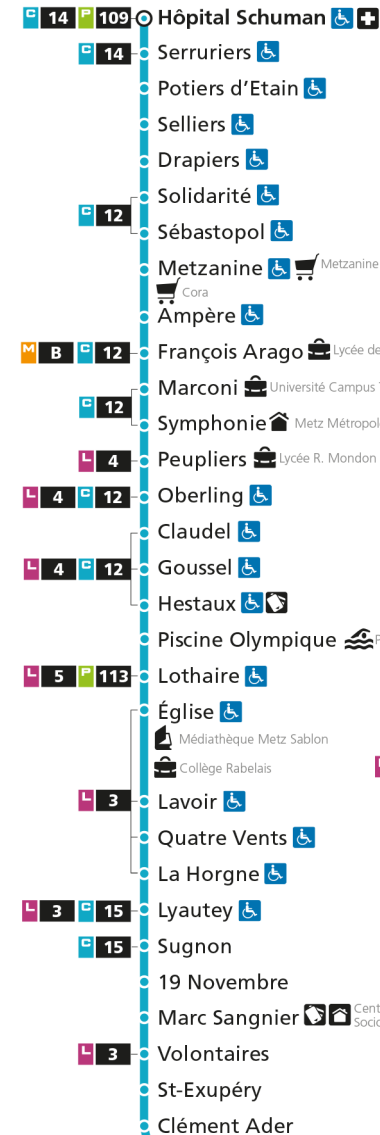 C 14 P 109 Hôpital Schuman
C 14 Serruriers
Potiers d'Etain
Selliers
Drapiers
Solidarité
C 12
Sébastopol
Metzanine Metzanine
Cora
Ampère
M B C 12 François Arago Lycée de
Marconi Université Campus
C 12
Symphonie Metz Métropol
L 4 Peupliers Lycée R. Mondon
L 4 C 12 Oberling
Claudel
L 4 C 12 Goussel
Hestaux
Piscine Olympique
L 5 P 113 Lothaire
Église
Médiathèque Metz Sablon
Collège Rabelais
L 3 Lavoir
Quatre Vents
La Horgne
L 3 C 15 Lyautey
C 15 Sugnon
19 Novembre
Marc Sangnier Cent
Socio
L 3 Volontaires
St-Exupéry
Clément Ader